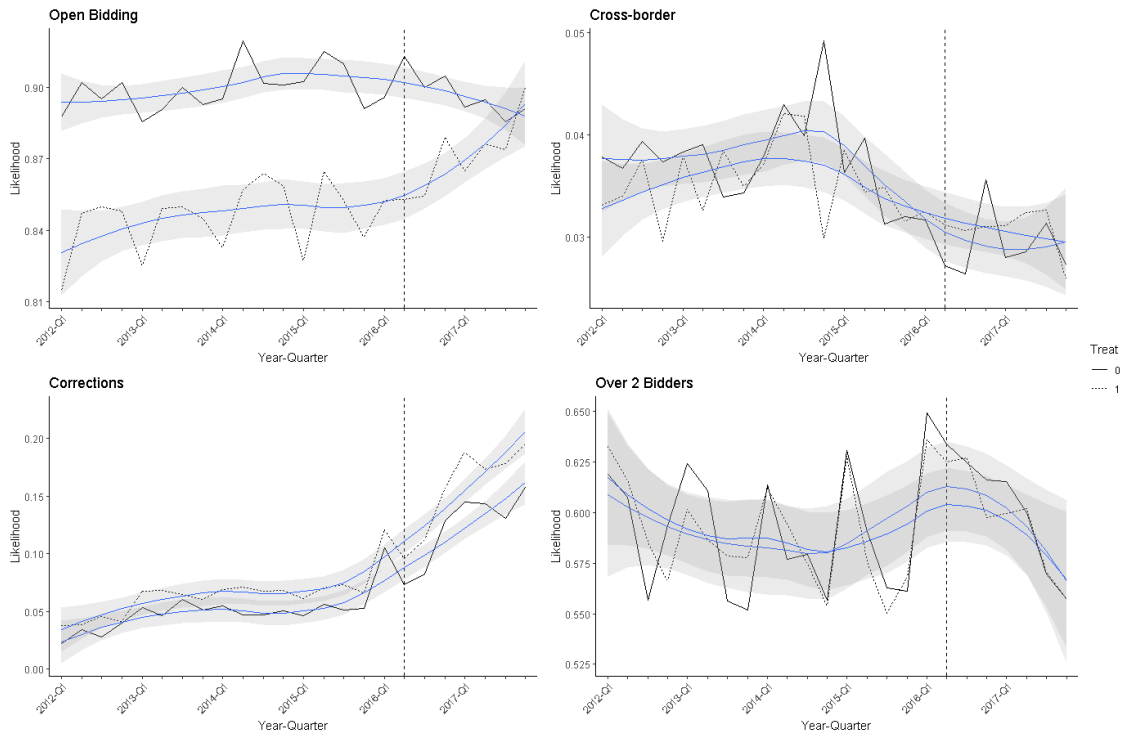 Open Bidding
Likelihood
0.90
0.87
0.84
0.81
2012-Q1
2013-Q1
2014-Q1
2015-Q1
2016-Q1
2017-Q1
Year-Quarter
Cross-border
Likelihood
0.05
0.04
0.03
2012-Q1
2013-Q1
2014-Q1
2015-Q1
2016-Q1
2017-Q1
Year-Quarter
Corrections
Likelihood
0.20
0.15
0.10
0.05
0.00
2012-Q1
2013-Q1
2014-Q1
2015-Q1
2016-Q1
2017-Q1
Year-Quarter
Over 2 Bidders
Likelihood
0.650
0.625
0.600
0.575
0.550
0.525
2012-Q1
2013-Q1
2014-Q1
2015-Q1
2016-Q1
2017-Q1
Year-Quarter
Treat
0
1